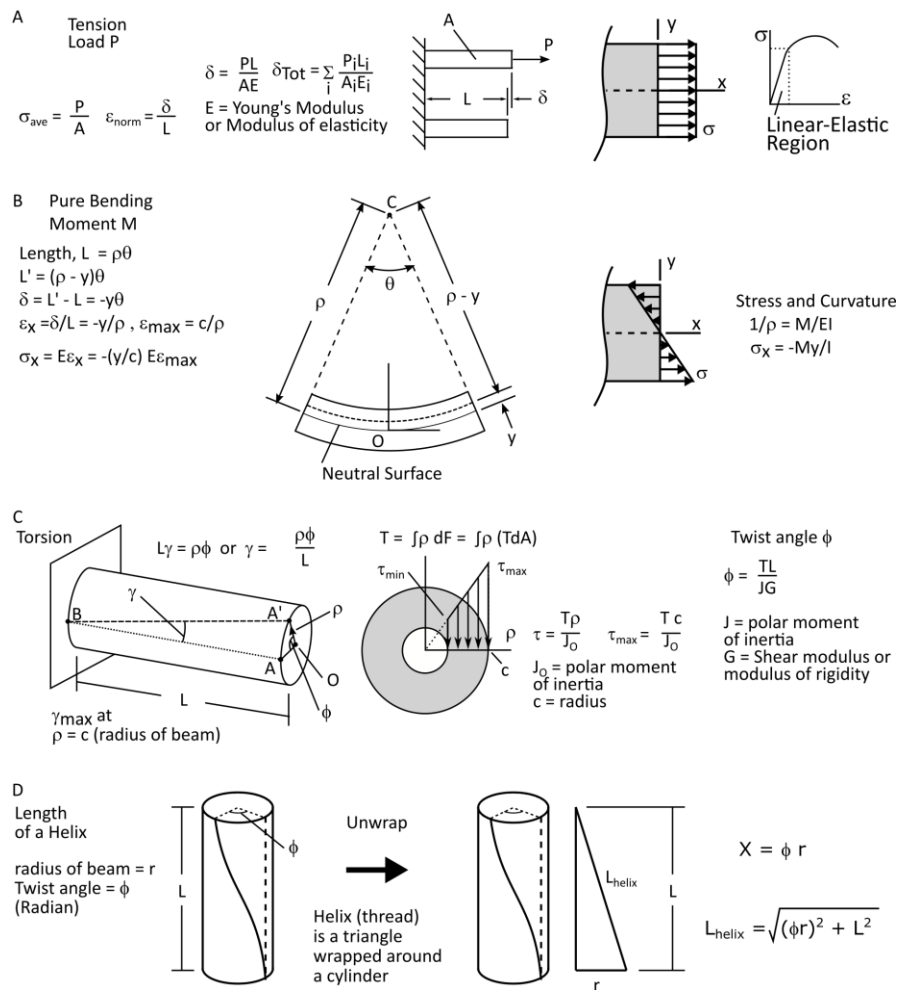 A
Tension
Load P
σave = P/A εnorm = δ/L
δ = PL/AE δTot = Σi PiLi/AiEi
E = Young's Modulus
or Modulus of elasticity
A
P
L
δ
y
x
σ
σ
ε
Linear-Elastic
Region
B Pure Bending
Moment M
Length, L = ρθ
L' = (ρ - y)θ
δ = L' - L = -yθ
εx =δ/L = -y/ρ , εmax = c/ρ
σx = Eεx = -(y/c) Eεmax
C
ρ
θ
ρ - y
O
y
Neutral Surface
y
x
σ
Stress and Curvature
1/ρ = M/EI
σx = -My/I
C
Torsion
Lγ = ρϕ or γ = ρϕ/L
B
γ
A'
ρ
A
O
L
ϕ
γmax at
ρ = c (radius of beam)
T = ∫ρ dF = ∫ρ (TdA)
τmin
τmax
ρ
c
τ = Tρ/JO τmax = T c/JO
JO = polar moment
of inertia
c = radius
Twist angle ϕ
ϕ = TL/JG
J = polar moment
of inertia
G = Shear modulus or
modulus of rigidity
D
Length
of a Helix
radius of beam = r
Twist angle = ϕ
(Radian)
L
ϕ
Unwrap
Helix (thread)
is a triangle
wrapped around
a cylinder
Lhelix
L
r
X = ϕ r
Lhelix = √(ϕr)² + L²